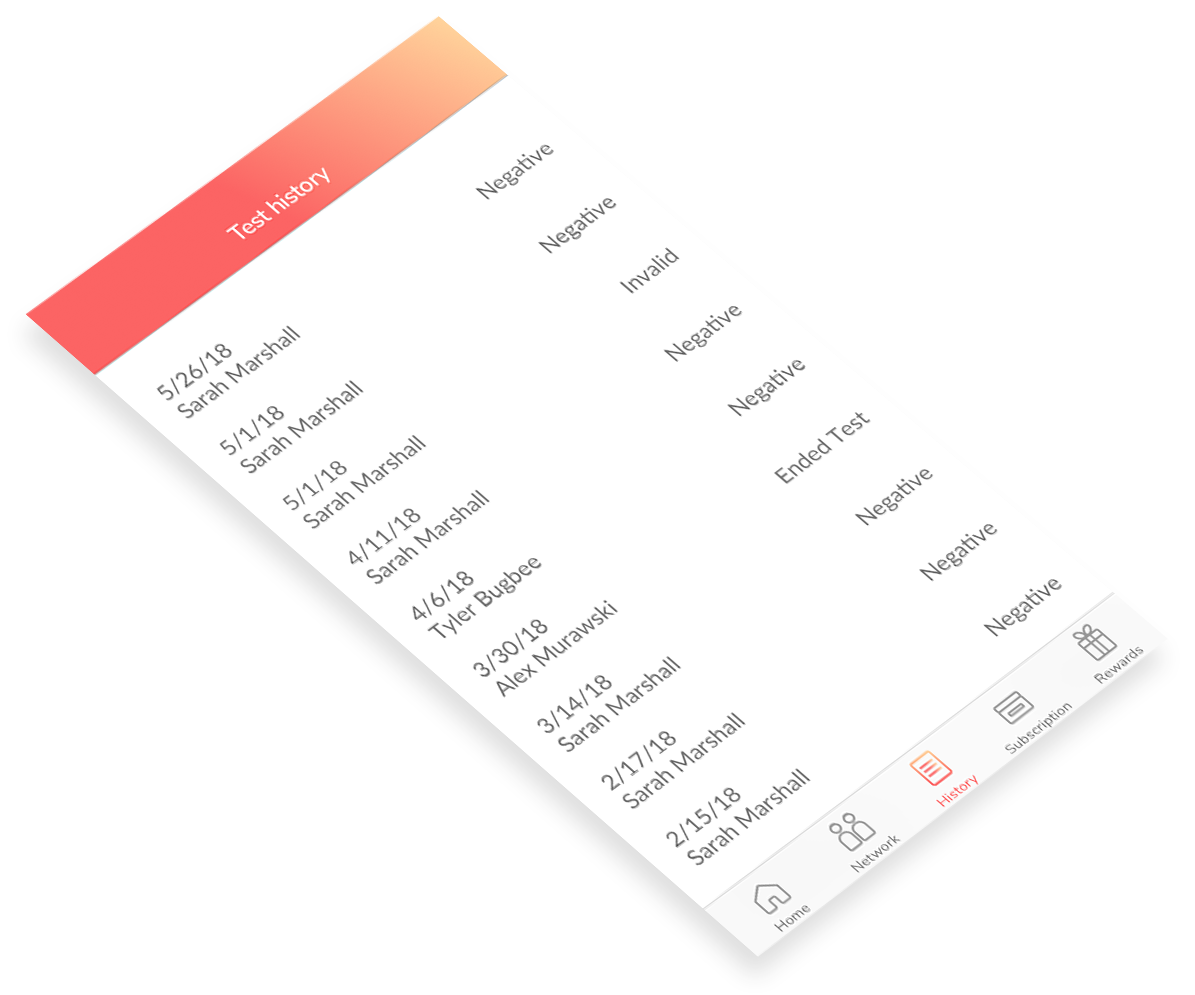 Test history
5/26/18
Sarah Marshall
Negative
5/1/18
Sarah Marshall
Negative
5/1/18
Sarah Marshall
Invalid
4/11/18
Sarah Marshall
Negative
4/6/18
Tyler Bugbee
Negative
3/30/18
Alex Murawski
Ended Test
3/14/18
Sarah Marshall
Negative
2/17/18
Sarah Marshall
Negative
2/15/18
Sarah Marshall
Negative
Home
Network
History
Subscription
Rewards